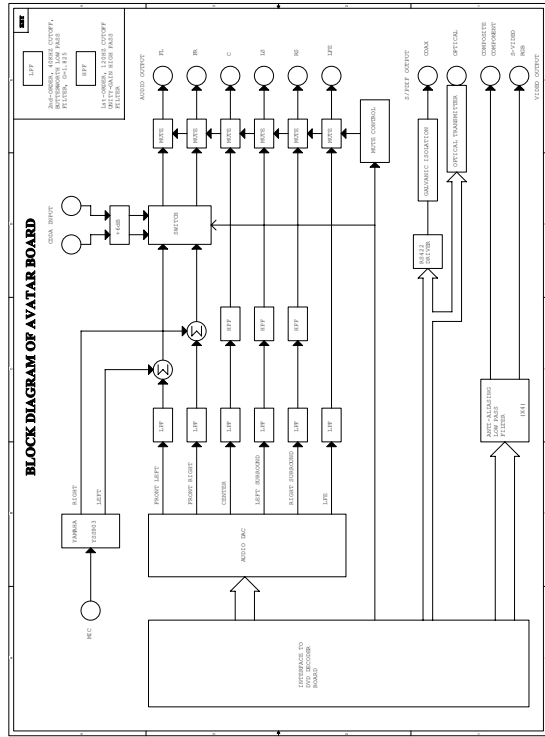 BLOCK DIAGRAM OF AVATAR BOARD
KEY
LPF
2nd-ORDER, 40KHZ CUTOFF,
BUTTERWORTH LOW PASS
FILTER, G=1.425
HPF
1st-ORDER, 120HZ CUTOFF
UNITY-GAIN HIGH PASS
FILTER
MIC
YAMAHA
YSS903
RIGHT
LEFT
CDDA INPUT
+6dB
SWITCH
AUDIO OUTPUT
FL
FR
C
LS
RS
LFE
MUTE
MUTE
MUTE
MUTE
MUTE
MUTE
MUTE CONTROL
Σ
Σ
HPF
HPF
HPF
LPF
LPF
LPF
LPF
LPF
LPF
FRONT LEFT
FRONT RIGHT
CENTER
LEFT SURROUND
RIGHT SURROUND
LFE
AUDIO DAC
INTERFACE TO
DVD DECODER
BOARD
RS422
DRIVER
GALVANIC ISOLATION
OPTICAL TRANSMITTER
S/PDIF OUTPUT
COAX
OPTICAL
ANTI-ALIASING
LOW PASS
FILTER
(X4)
COMPOSITE
COMPONENT
S-VIDEO
RGB
VIDEO OUTPUT